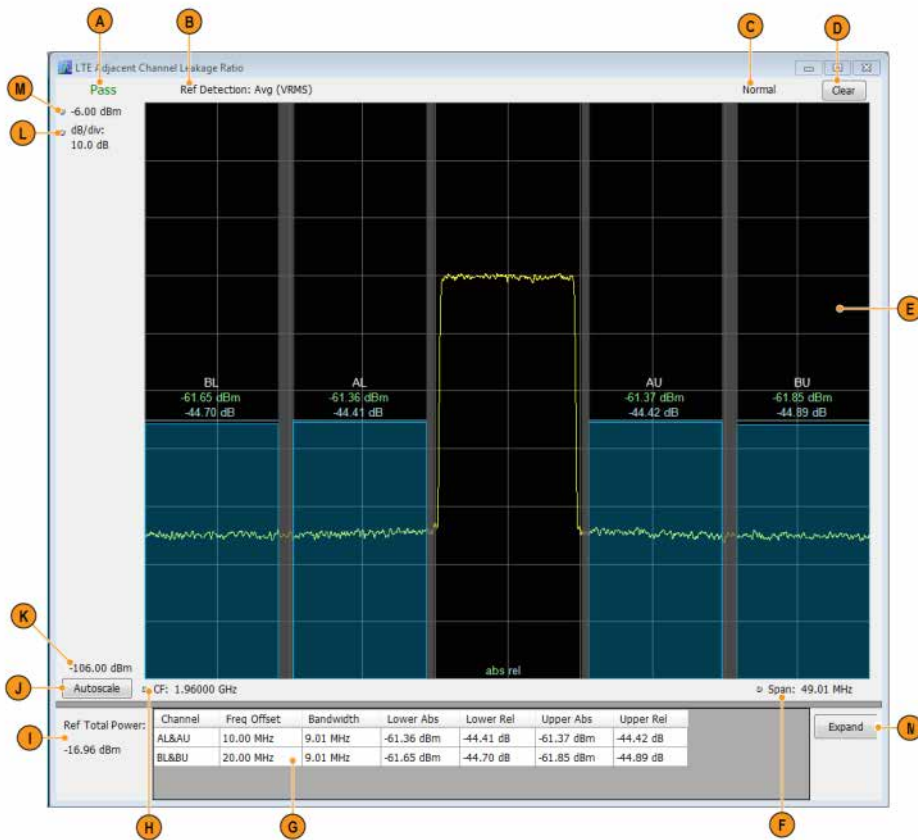 A
B
C
D
LTE Adjacent Channel Leakage Ratio
Pass
Ref Detection: Avg (VRMS)
Normal
Clear
M
-6.00 dBm
L
dB/div:
10.0 dB
E
BL
-61.65 dBm
-44.70 dB
AL
-61.36 dBm
-44.41 dB
AU
-61.37 dBm
-44.42 dB
BU
-61.85 dBm
-44.89 dB
K
-106.00 dBm
abs rel
J
Autoscale
CF: 1.96000 GHz
Span: 49.01 MHz
I
Ref Total Power:
-16.96 dBm
Channel Freq Offset Bandwidth Lower Abs Lower Rel Upper Abs Upper Rel
AL&AU 10.00 MHz 9.01 MHz -61.36 dBm -44.41 dB -61.37 dBm -44.42 dB
BL&BU 20.00 MHz 9.01 MHz -61.65 dBm -44.70 dB -61.85 dBm -44.89 dB
Expand
N
H
G
F